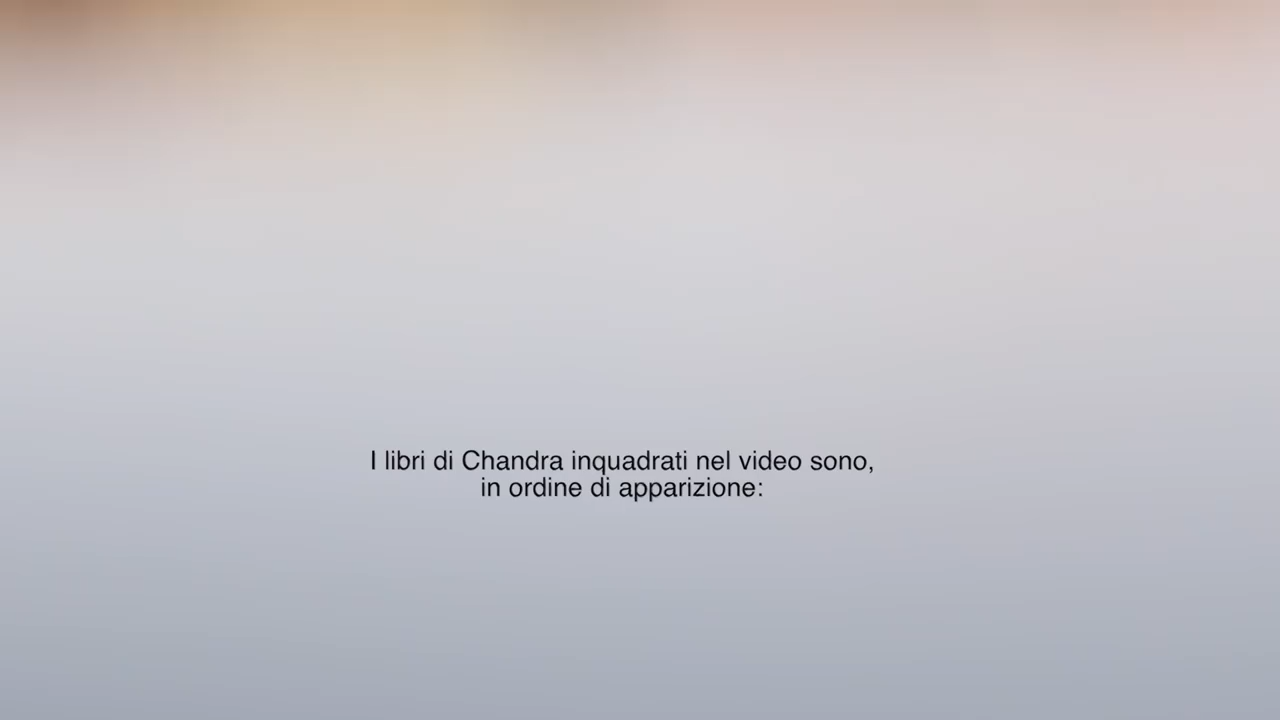 I libri di Chandra inquadrati nel video sono,
in ordine di apparizione: